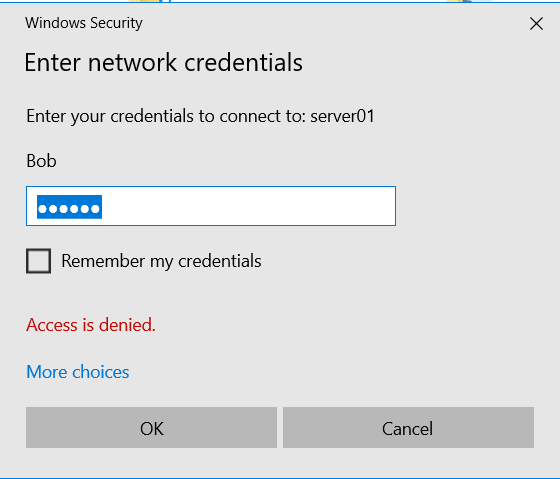 Windows Security
Enter network credentials
Enter your credentials to connect to: server01
Bob
••••••
Remember my credentials
Access is denied.
More choices
OK
Cancel